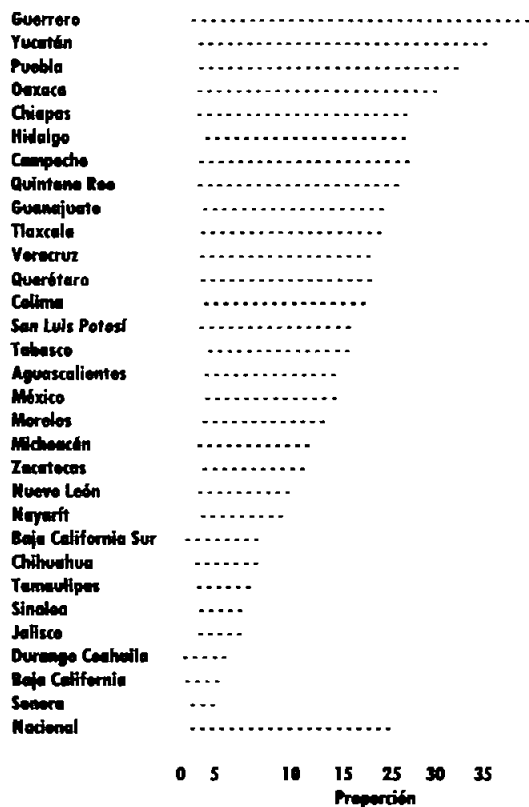 Guerrero
Yucatán
Puebla
Oaxaca
Chiapas
Hidalgo
Campeche
Quintana Roo
Guanajuato
Tlaxcala
Veracruz
Querétaro
Colima
San Luis Potosí
Tabasco
Aguascalientes
México
Morelos
Michoacán
Zacatecas
Nuevo León
Nayarit
Baja California Sur
Chihuahua
Tamaulipas
Sinaloa
Jalisco
Durango Coahuila
Baja California
Sonora
Nacional
0 5 10 15 25 30 35
Proporción